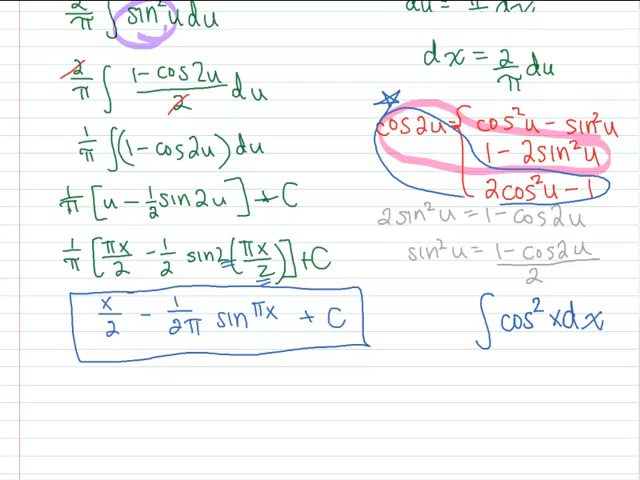 2/π ∫ sin²u du
du = π/2 dx
dx = 2/π du
2/π ∫ (1-cos2u)/2 du
1/π ∫ (1-cos2u) du
1/π [u - 1/2 sin2u] + C
1/π [πx/2 - 1/2 sin2(πx/2)] + C
x/2 - 1/2π sin πx + C
cos2u = { cos²u - sin²u
1 - 2sin²u
2cos²u - 1
2sin²u = 1 - cos2u
sin²u = (1 - cos2u)/2
∫ cos²x dx